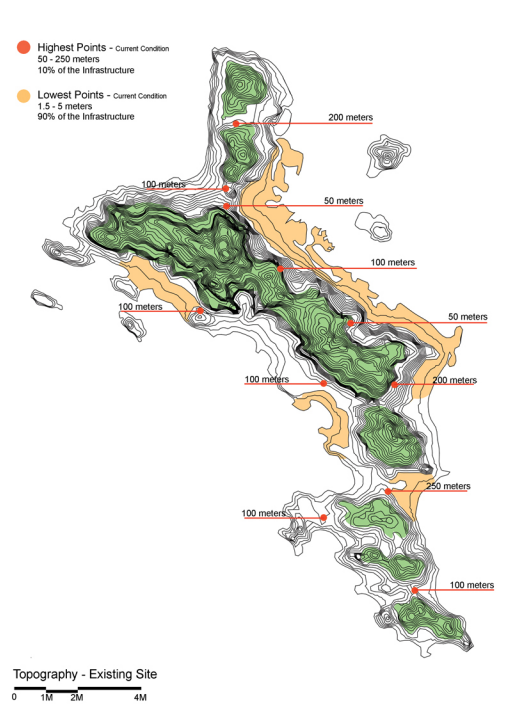 Highest Points - Current Condition
50 - 250 meters
10% of the Infrastructure
Lowest Points - Current Condition
1.5 - 5 meters
90% of the Infrastructure
200 meters
100 meters
50 meters
100 meters
100 meters
50 meters
100 meters
200 meters
250 meters
100 meters
100 meters
Topography - Existing Site
0 1M 2M 4M